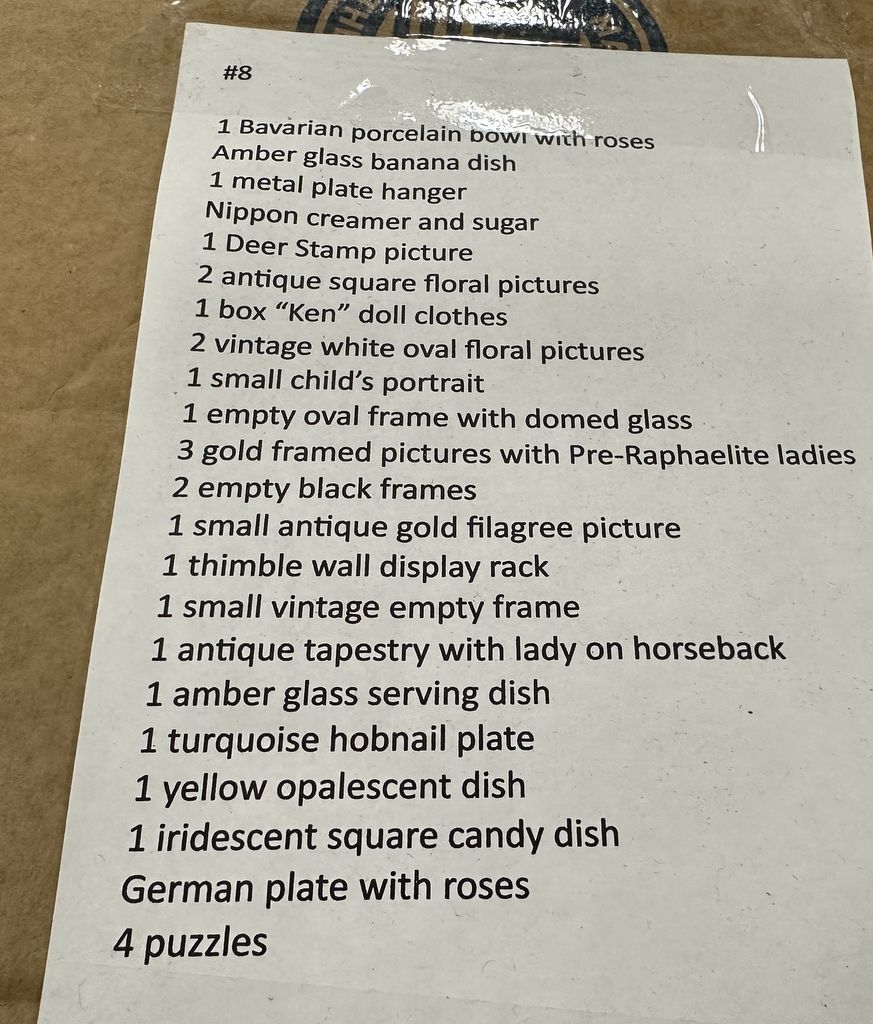 #8
1 Bavarian porcelain bowl with roses
Amber glass banana dish
1 metal plate hanger
Nippon creamer and sugar
1 Deer Stamp picture
2 antique square floral pictures
1 box “Ken” doll clothes
2 vintage white oval floral pictures
1 small child’s portrait
1 empty oval frame with domed glass
3 gold framed pictures with Pre-Raphaelite ladies
2 empty black frames
1 small antique gold filagree picture
1 thimble wall display rack
1 small vintage empty frame
1 antique tapestry with lady on horseback
1 amber glass serving dish
1 turquoise hobnail plate
1 yellow opalescent dish
1 iridescent square candy dish
German plate with roses
4 puzzles